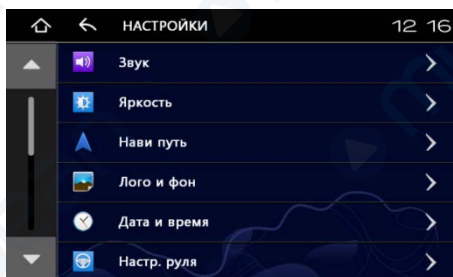 НАСТРОЙКИ 12 16
Звук
Яркость
Нави путь
Лого и фон
Дата и время
Настр. руля